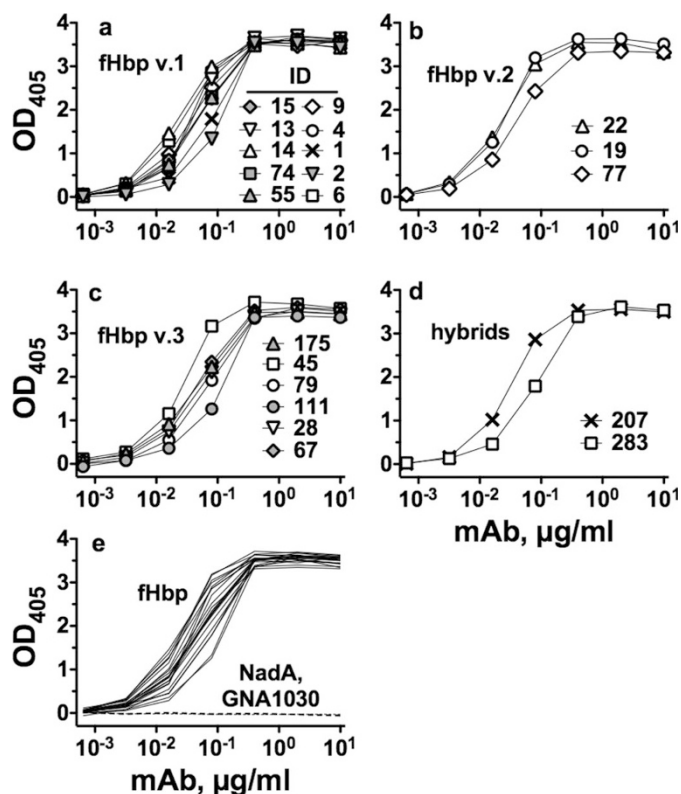 a
fHbp v.1
ID
15 9
13 4
14 1
74 2
55 6
OD405
4
3
2
1
0
10-3 10-2 10-1 100 101
b
fHbp v.2
22
19
77
4
3
2
1
0
10-3 10-2 10-1 100 101
c
fHbp v.3
175
45
79
111
28
67
OD405
4
3
2
1
0
10-3 10-2 10-1 100 101
d
hybrids
207
283
4
3
2
1
0
10-3 10-2 10-1 100 101
mAb, µg/ml
e
fHbp
NadA,
GNA1030
OD405
4
3
2
1
0
10-3 10-2 10-1 100 101
mAb, µg/ml